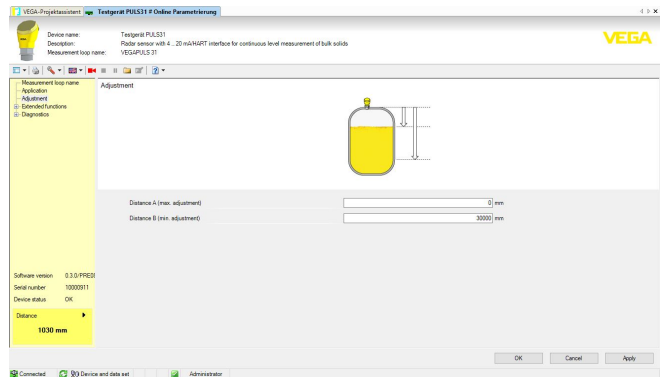 VEGA-Projektassistent
Testgerät PULS31 # Online Parametrierung
Device name: Testgerät PULS31
Description: Radar sensor with 4 .. 20 mA/HART interface for continuous level measurement of bulk solids
Measurement loop name: VEGAPULS 31
VEGA
Measurement loop name
Application
Adjustment
Extended functions
Diagnostics
Adjustment
Distance A (max. adjustment) 0 mm
Distance B (min. adjustment) 30000 mm
Software version 0.3.0/PRE0
Serial number 10000911
Device status OK
Distance
1030 mm
OK Cancel Apply
Connected Device and data set Administrator